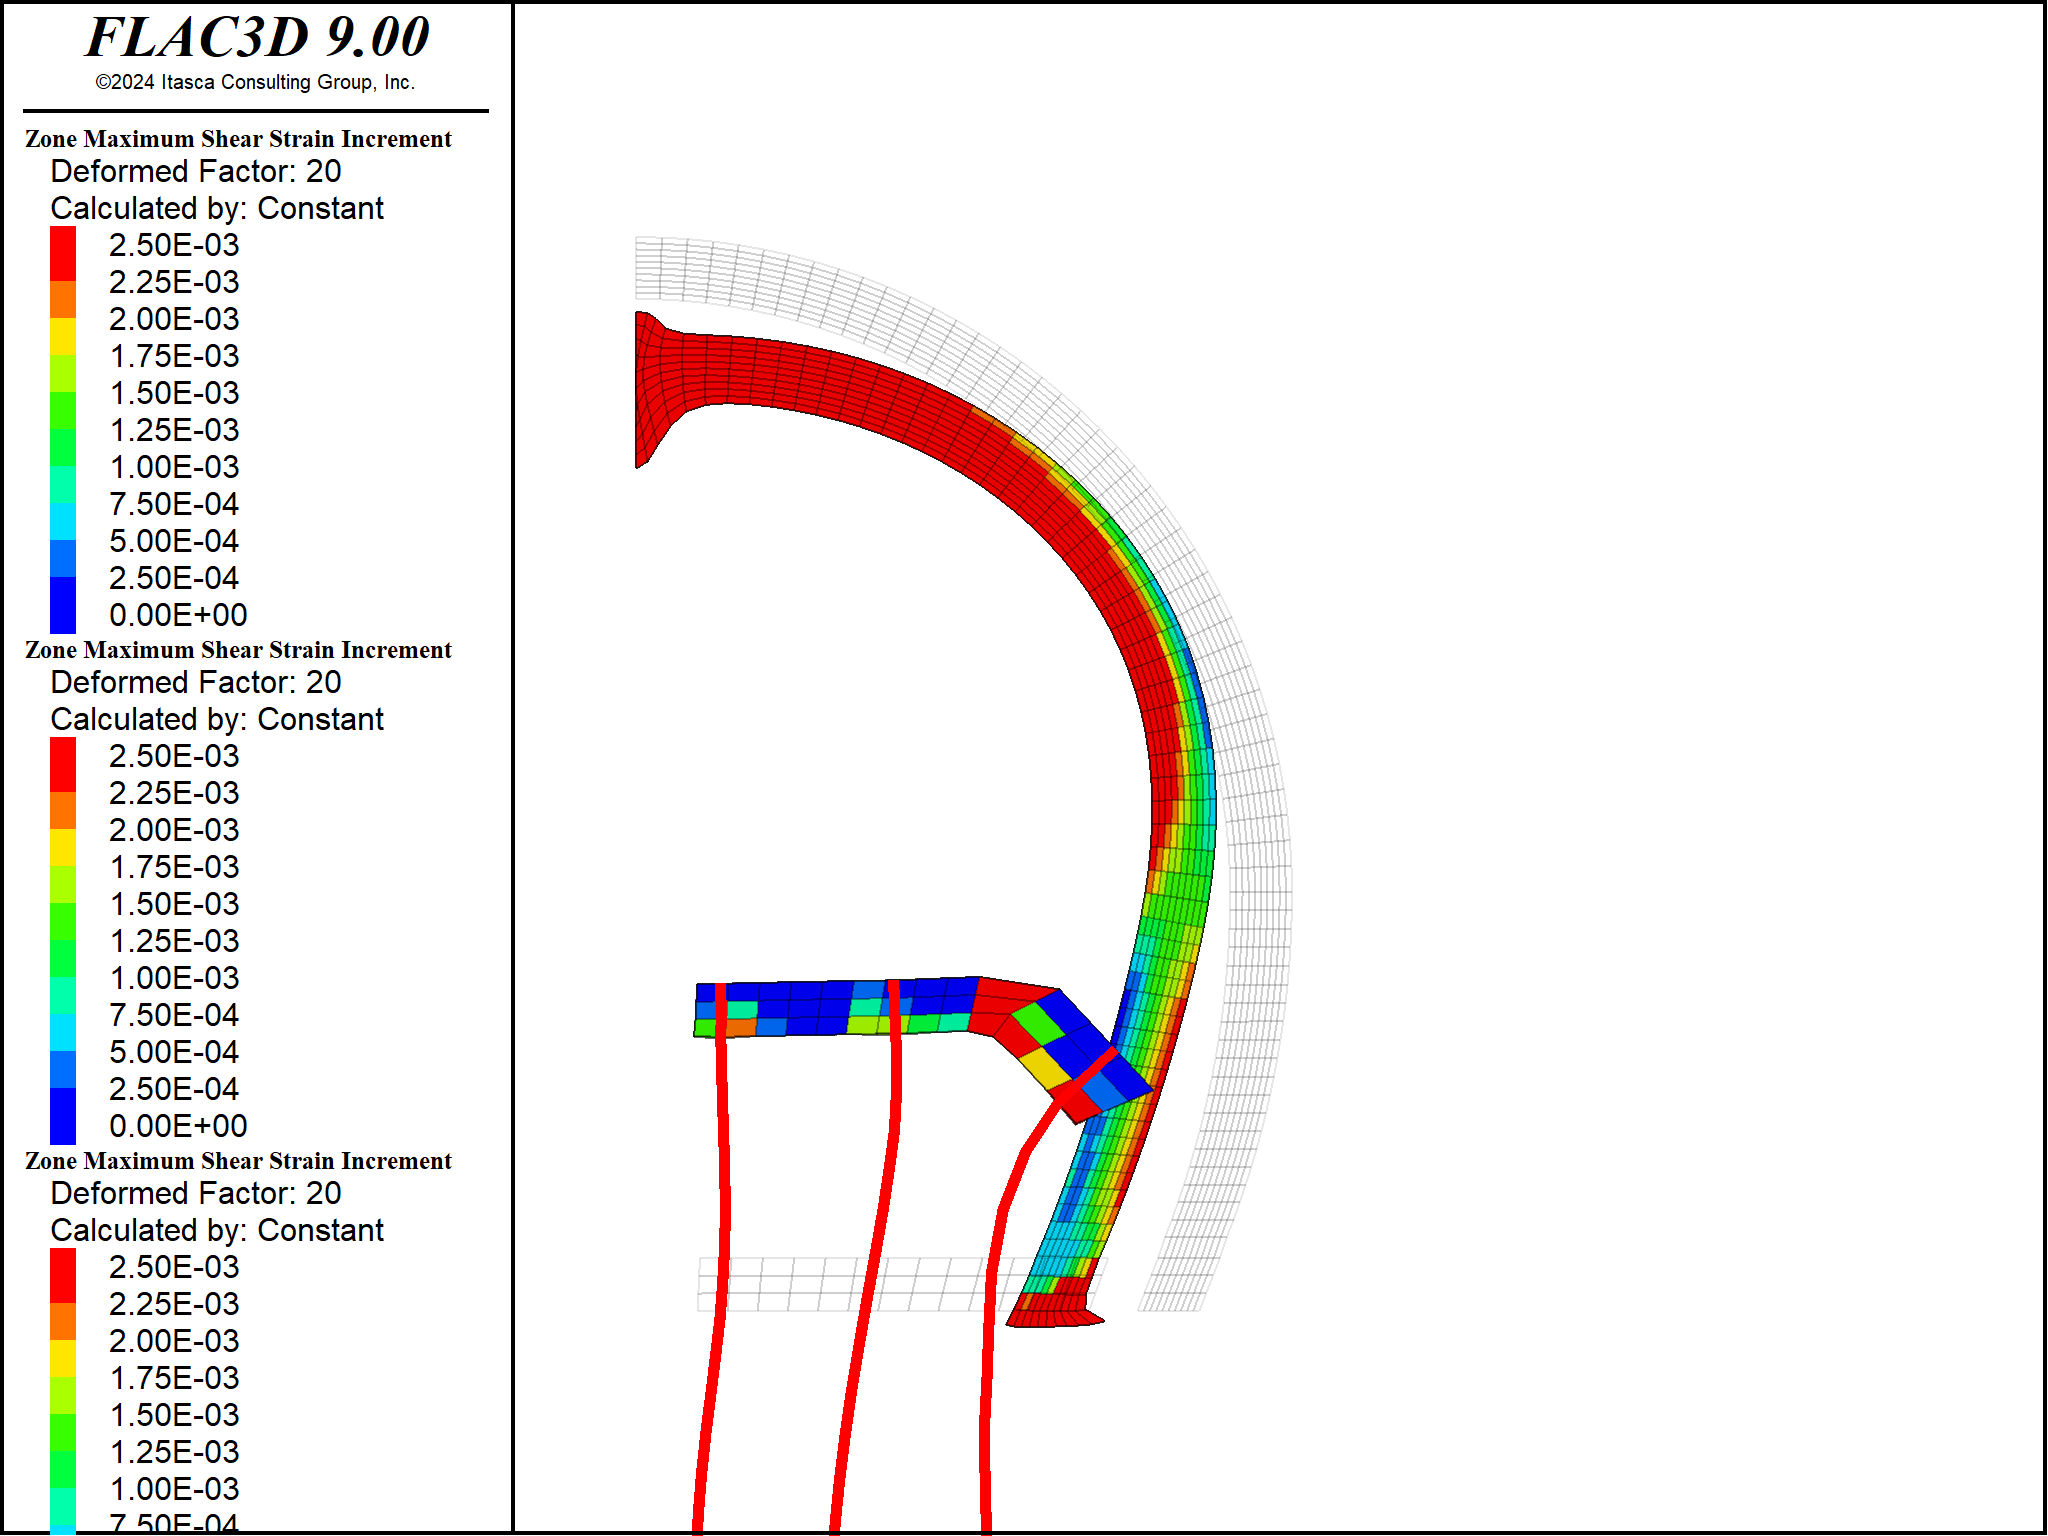 FLAC3D 9.00
©2024 Itasca Consulting Group, Inc.
Zone Maximum Shear Strain Increment
Deformed Factor: 20
Calculated by: Constant
2.50E-03
2.25E-03
2.00E-03
1.75E-03
1.50E-03
1.25E-03
1.00E-03
7.50E-04
5.00E-04
2.50E-04
0.00E+00
Zone Maximum Shear Strain Increment
Deformed Factor: 20
Calculated by: Constant
2.50E-03
2.25E-03
2.00E-03
1.75E-03
1.50E-03
1.25E-03
1.00E-03
7.50E-04
5.00E-04
2.50E-04
0.00E+00
Zone Maximum Shear Strain Increment
Deformed Factor: 20
Calculated by: Constant
2.50E-03
2.25E-03
2.00E-03
1.75E-03
1.50E-03
1.25E-03
1.00E-03
7.50E-04